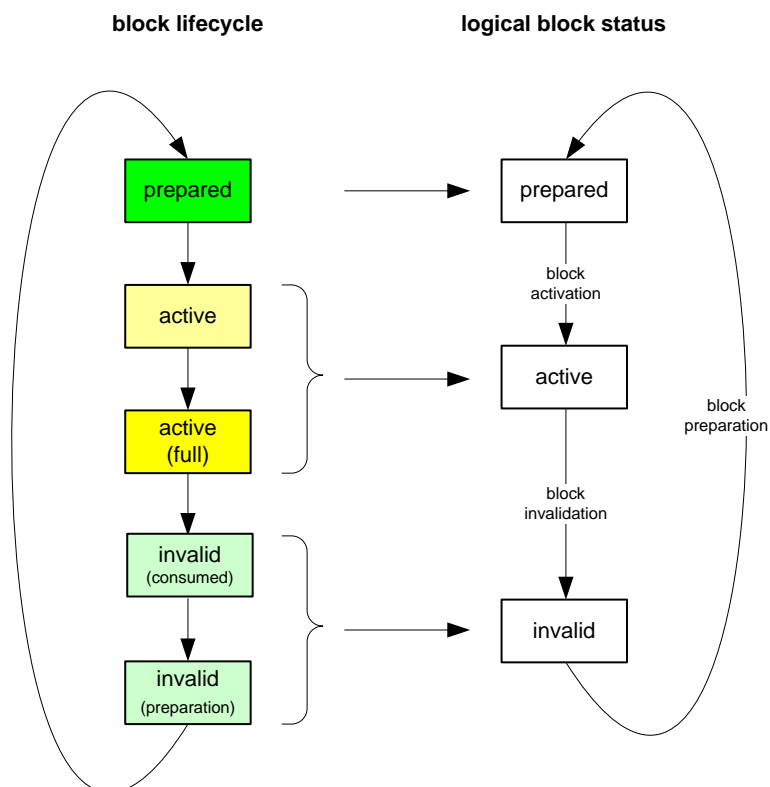 block lifecycle
logical block status
prepared
prepared
block
activation
active
active
active
(full)
block
preparation
block
invalidation
invalid
(consumed)
invalid
invalid
(preparation)